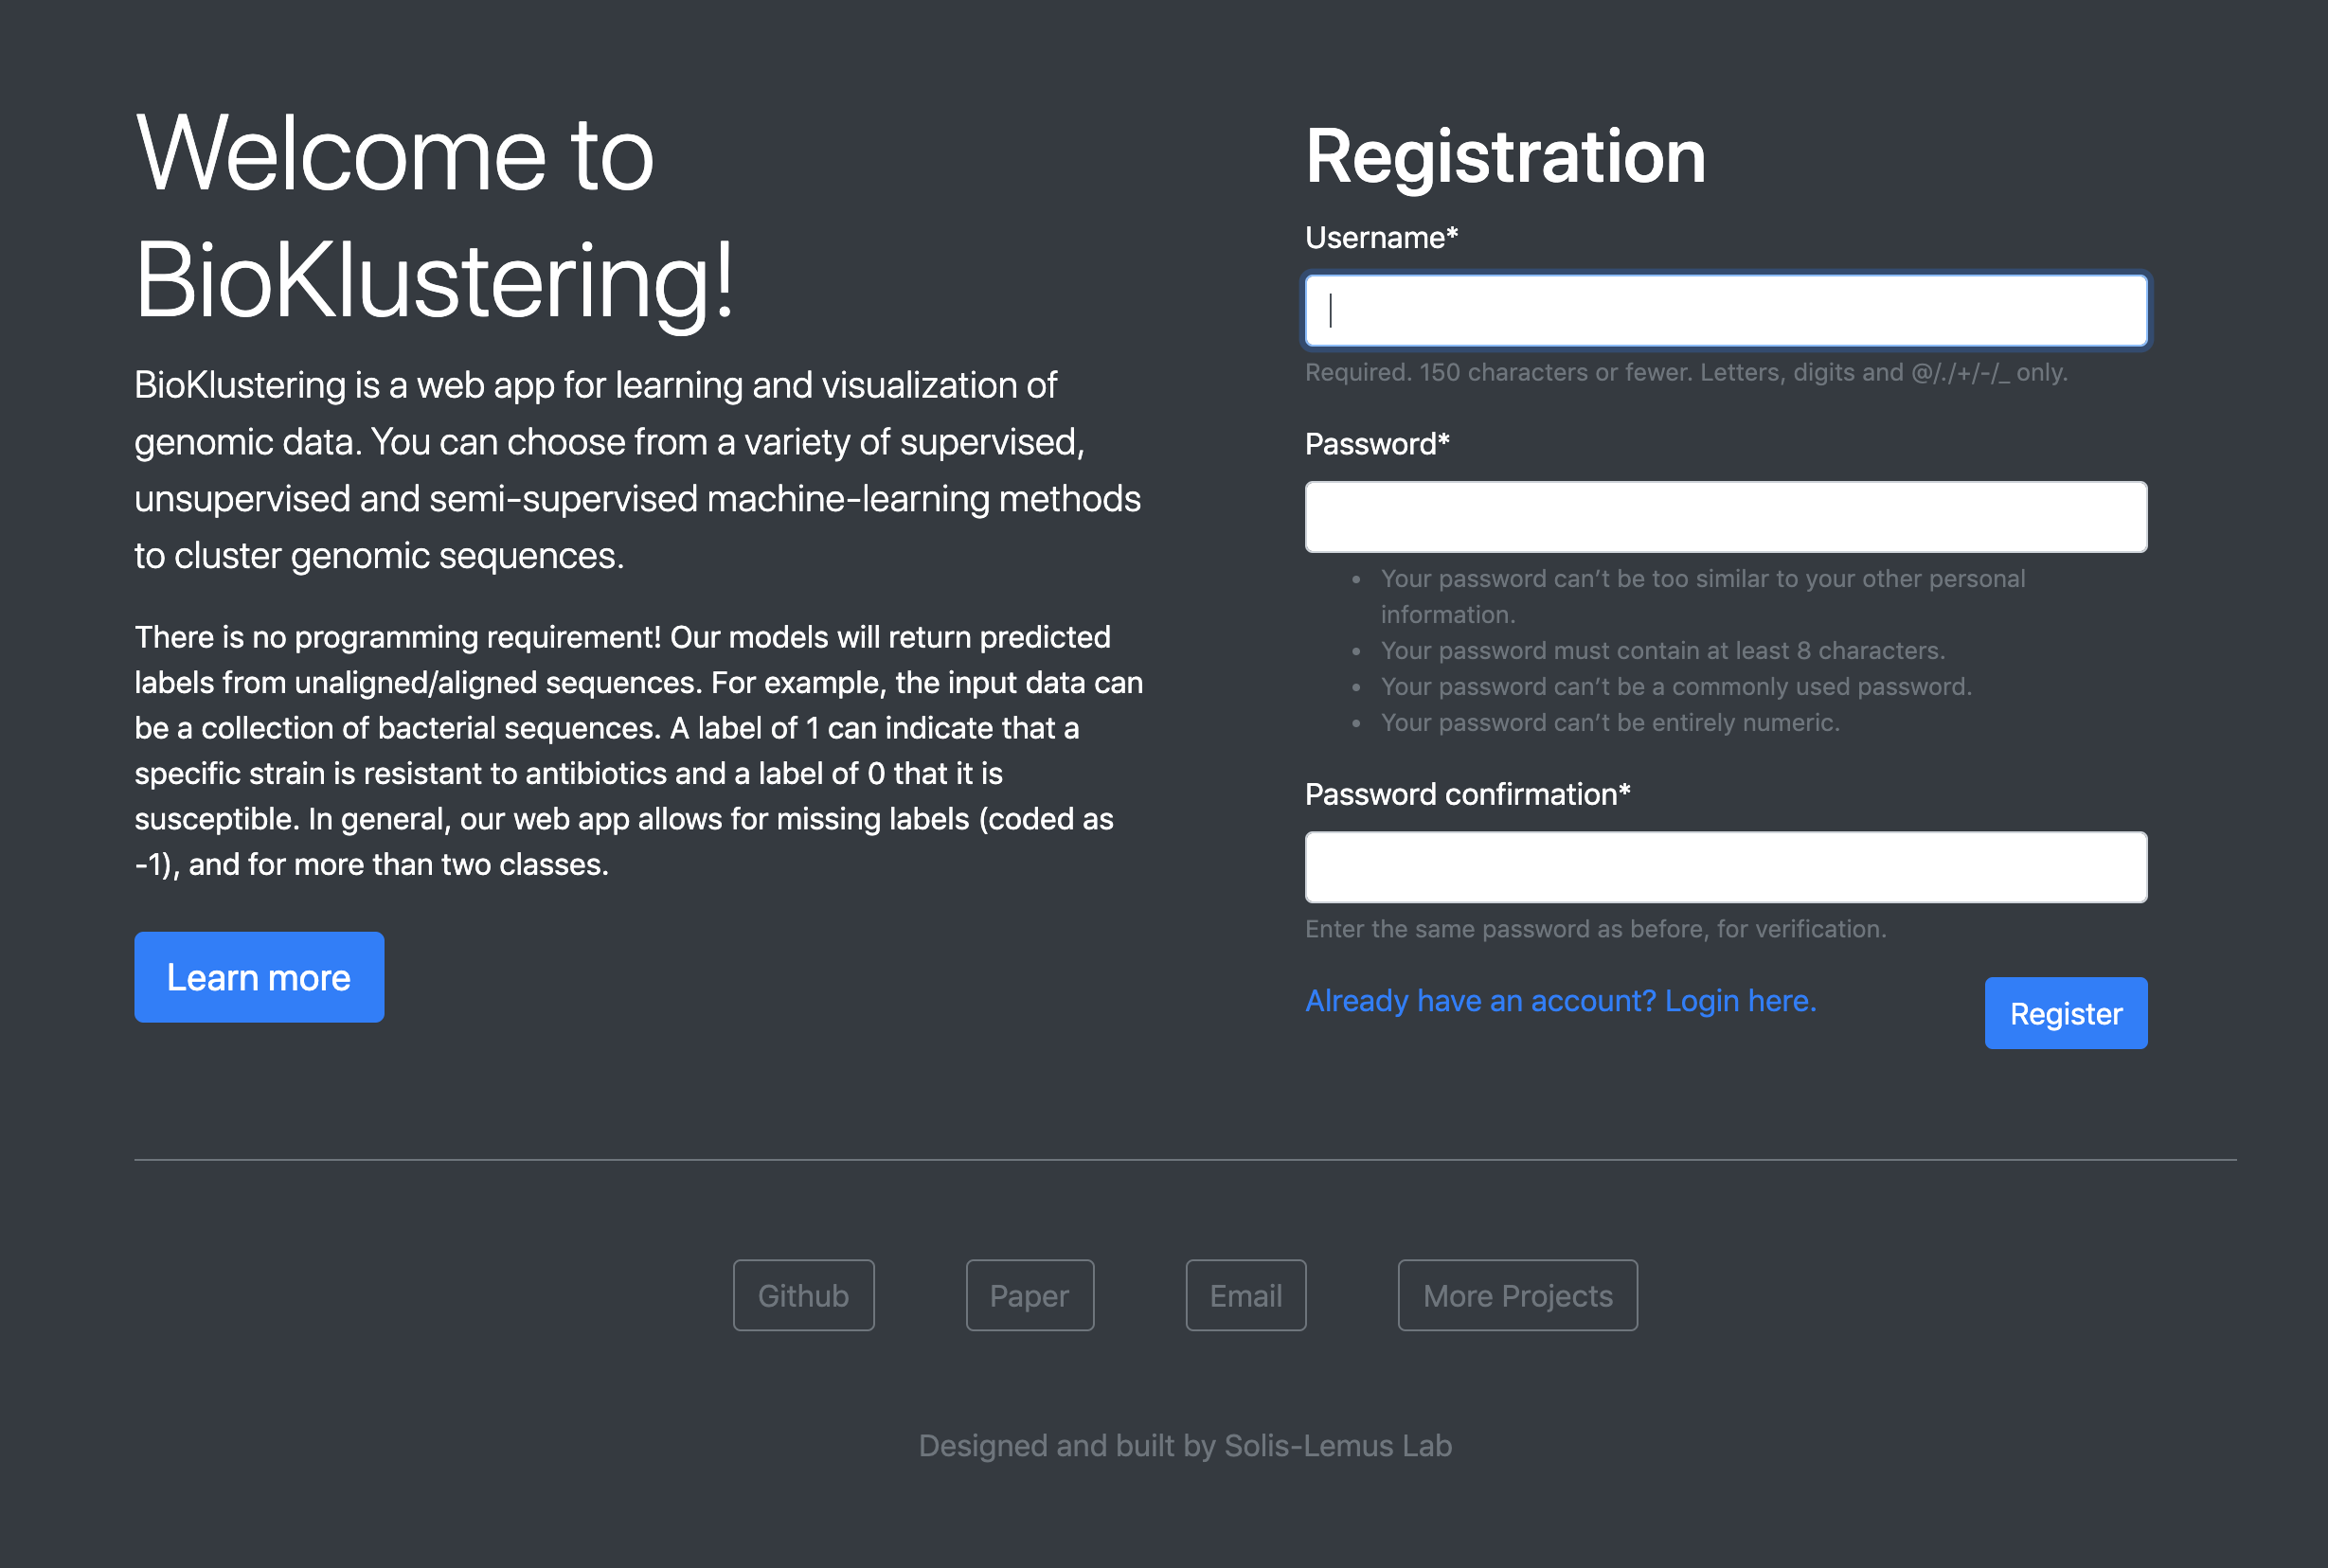 Welcome to
BioKlustering!
BioKlustering is a web app for learning and visualization of
genomic data. You can choose from a variety of supervised,
unsupervised and semi-supervised machine-learning methods
to cluster genomic sequences.
There is no programming requirement! Our models will return predicted
labels from unaligned/aligned sequences. For example, the input data can
be a collection of bacterial sequences. A label of 1 can indicate that a
specific strain is resistant to antibiotics and a label of 0 that it is
susceptible. In general, our web app allows for missing labels (coded as
-1), and for more than two classes.
Learn more
Registration
Username*
Required. 150 characters or fewer. Letters, digits and @/./+/-/_ only.
Password*
• Your password can’t be too similar to your other personal
information.
• Your password must contain at least 8 characters.
• Your password can’t be a commonly used password.
• Your password can’t be entirely numeric.
Password confirmation*
Enter the same password as before, for verification.
Already have an account? Login here.
Register
Github
Paper
Email
More Projects
Designed and built by Solis-Lemus Lab